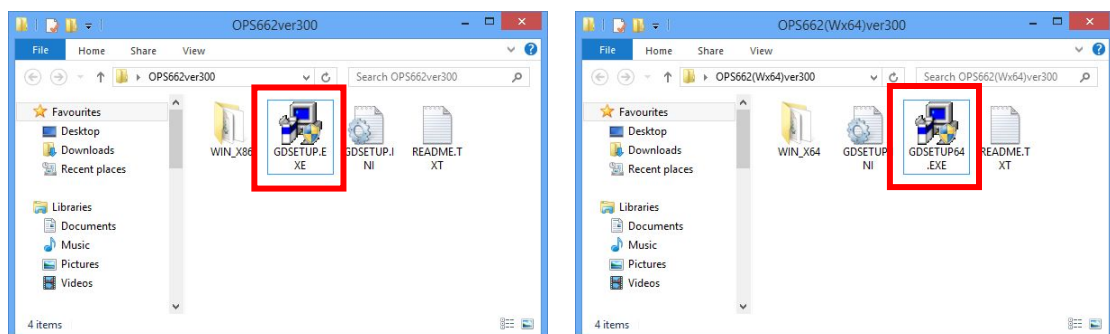 OPS662ver300
File Home Share View
OPS662ver300
Search OPS662ver300
Favourites
Desktop
Downloads
Recent places
Libraries
Documents
Music
Pictures
Videos
WIN_X86
GDSETUP.E
XE
GDSETUP.I
NI
README.T
XT
4 items
OPS662(Wx64)ver300
File Home Share View
OPS662(Wx64)ver300
Search OPS662(Wx64)ver300
Favourites
Desktop
Downloads
Recent places
Libraries
Documents
Music
Pictures
Videos
WIN_X64
GDSETUP
NI
GDSETUP64
.EXE
README.T
XT
4 items